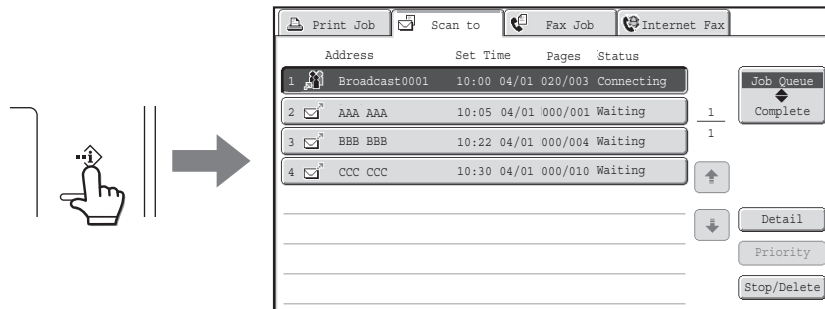 Print Job Scan to Fax Job Internet Fax
Address Set Time Pages Status
1 Broadcast0001 10:00 04/01 020/003 Connecting
2 AAA AAA 10:05 04/01 000/001 Waiting
3 BBB BBB 10:22 04/01 000/004 Waiting
4 CCC CCC 10:30 04/01 000/010 Waiting
1
1
Job Queue
Complete
Detail
Priority
Stop/Delete